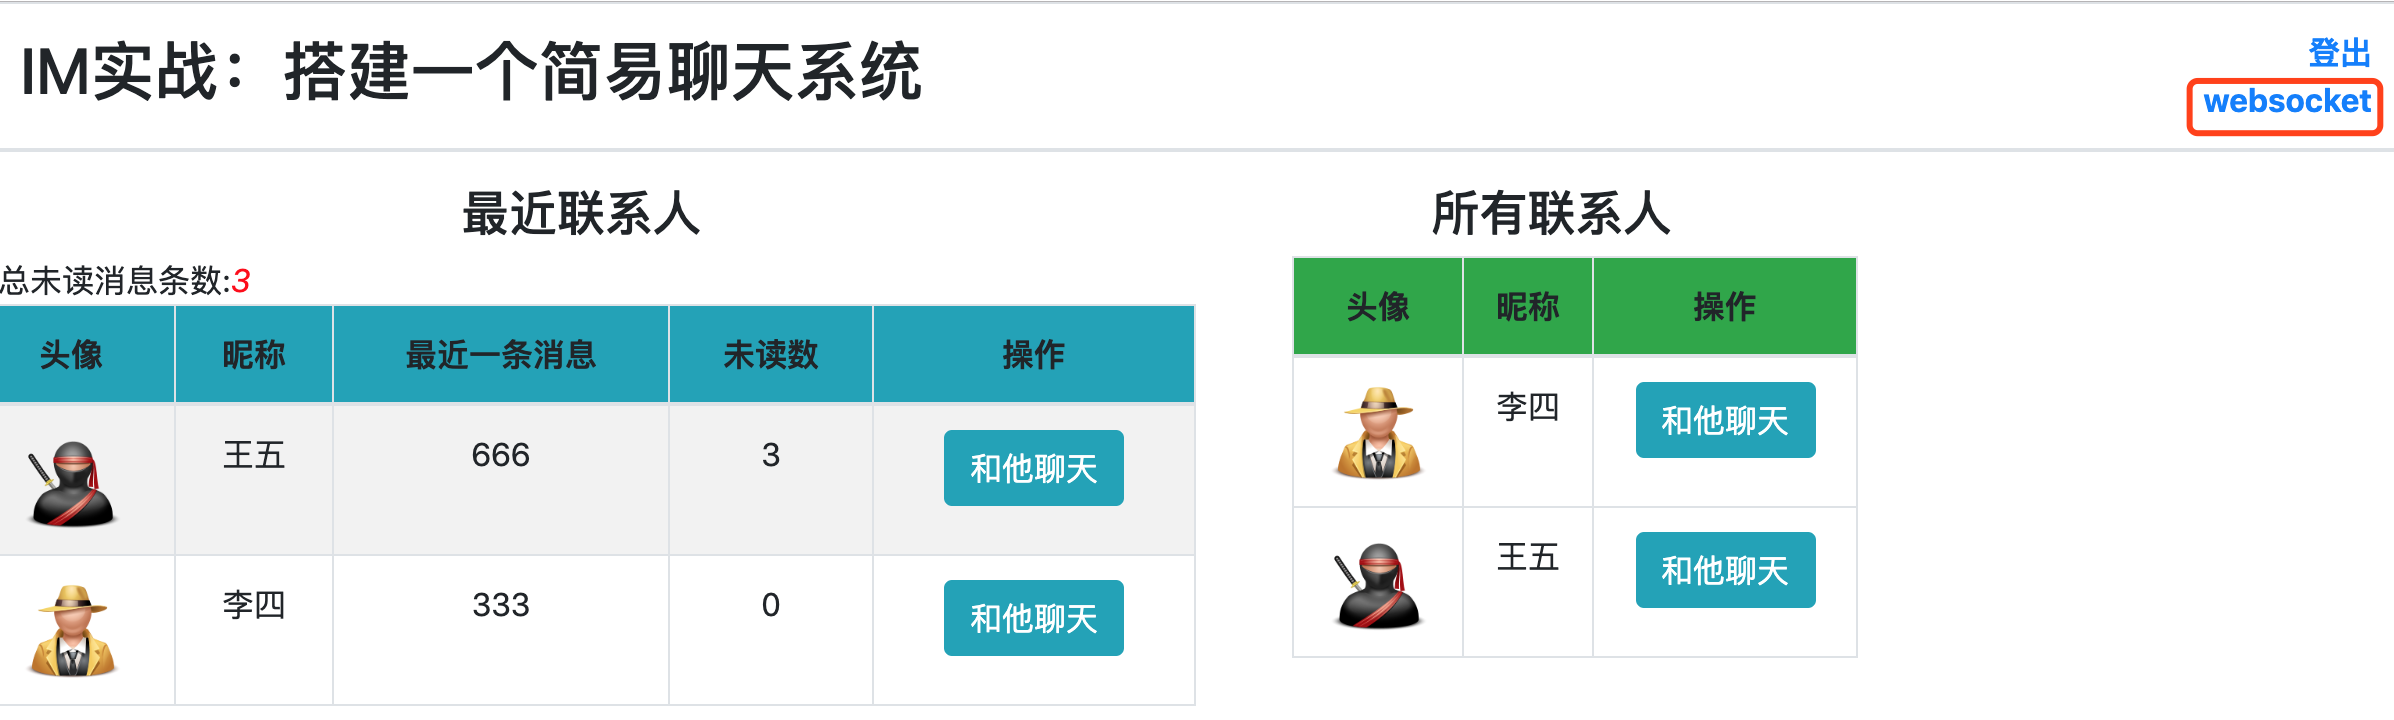 IM实战：搭建一个简易聊天系统
登出
websocket
最近联系人
总未读消息条数:3
头像 昵称 最近一条消息 未读数 操作
王五 666 3 和他聊天
李四 333 0 和他聊天
所有联系人
头像 昵称 操作
李四 和他聊天
王五 和他聊天